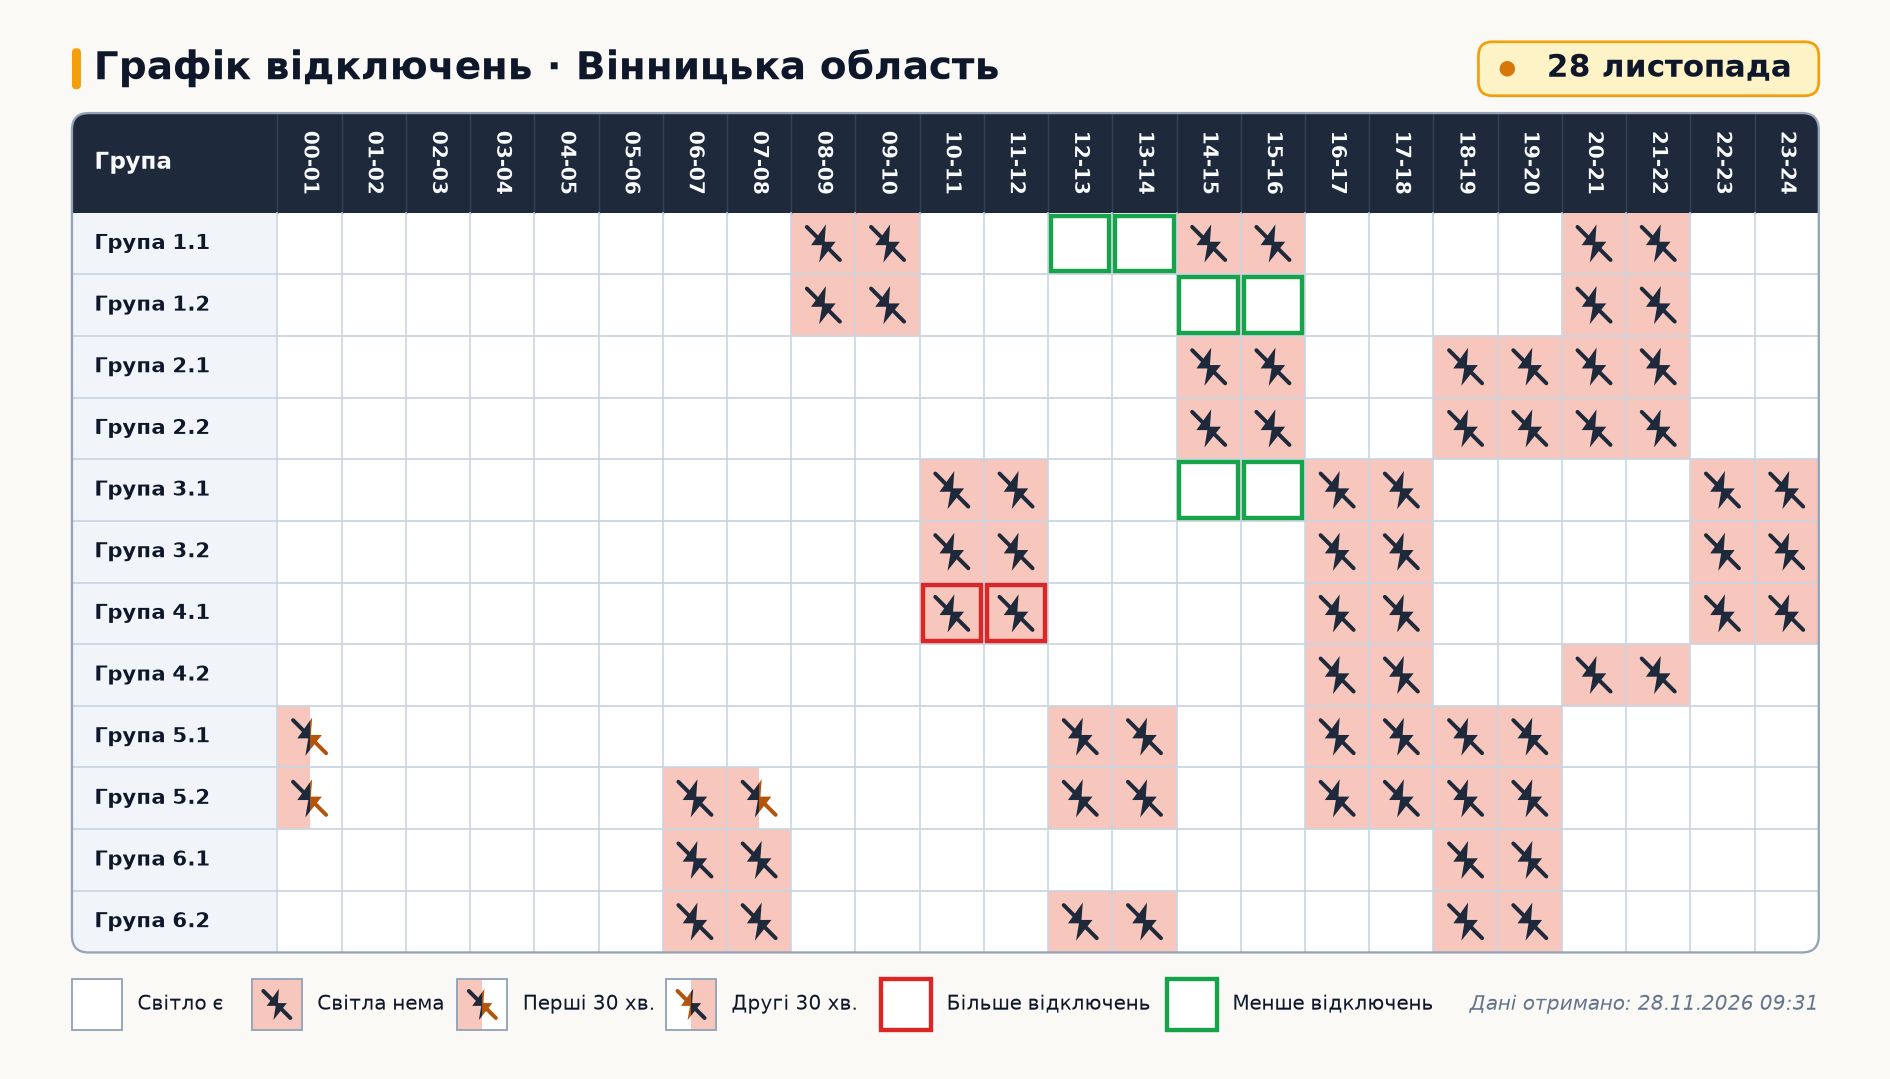 Графік відключень · Вінницька область
28 листопада
Група 00-01 01-02 02-03 03-04 04-05 05-06 06-07 07-08 08-09 09-10 10-11 11-12 12-13 13-14 14-15 15-16 16-17 17-18 18-19 19-20 20-21 21-22 22-23 23-24
Група 1.1
Група 1.2
Група 2.1
Група 2.2
Група 3.1
Група 3.2
Група 4.1
Група 4.2
Група 5.1
Група 5.2
Група 6.1
Група 6.2
Світло є Світла нема Перші 30 хв. Другі 30 хв. Більше відключень Менше відключень Дані отримано: 28.11.2026 09:31